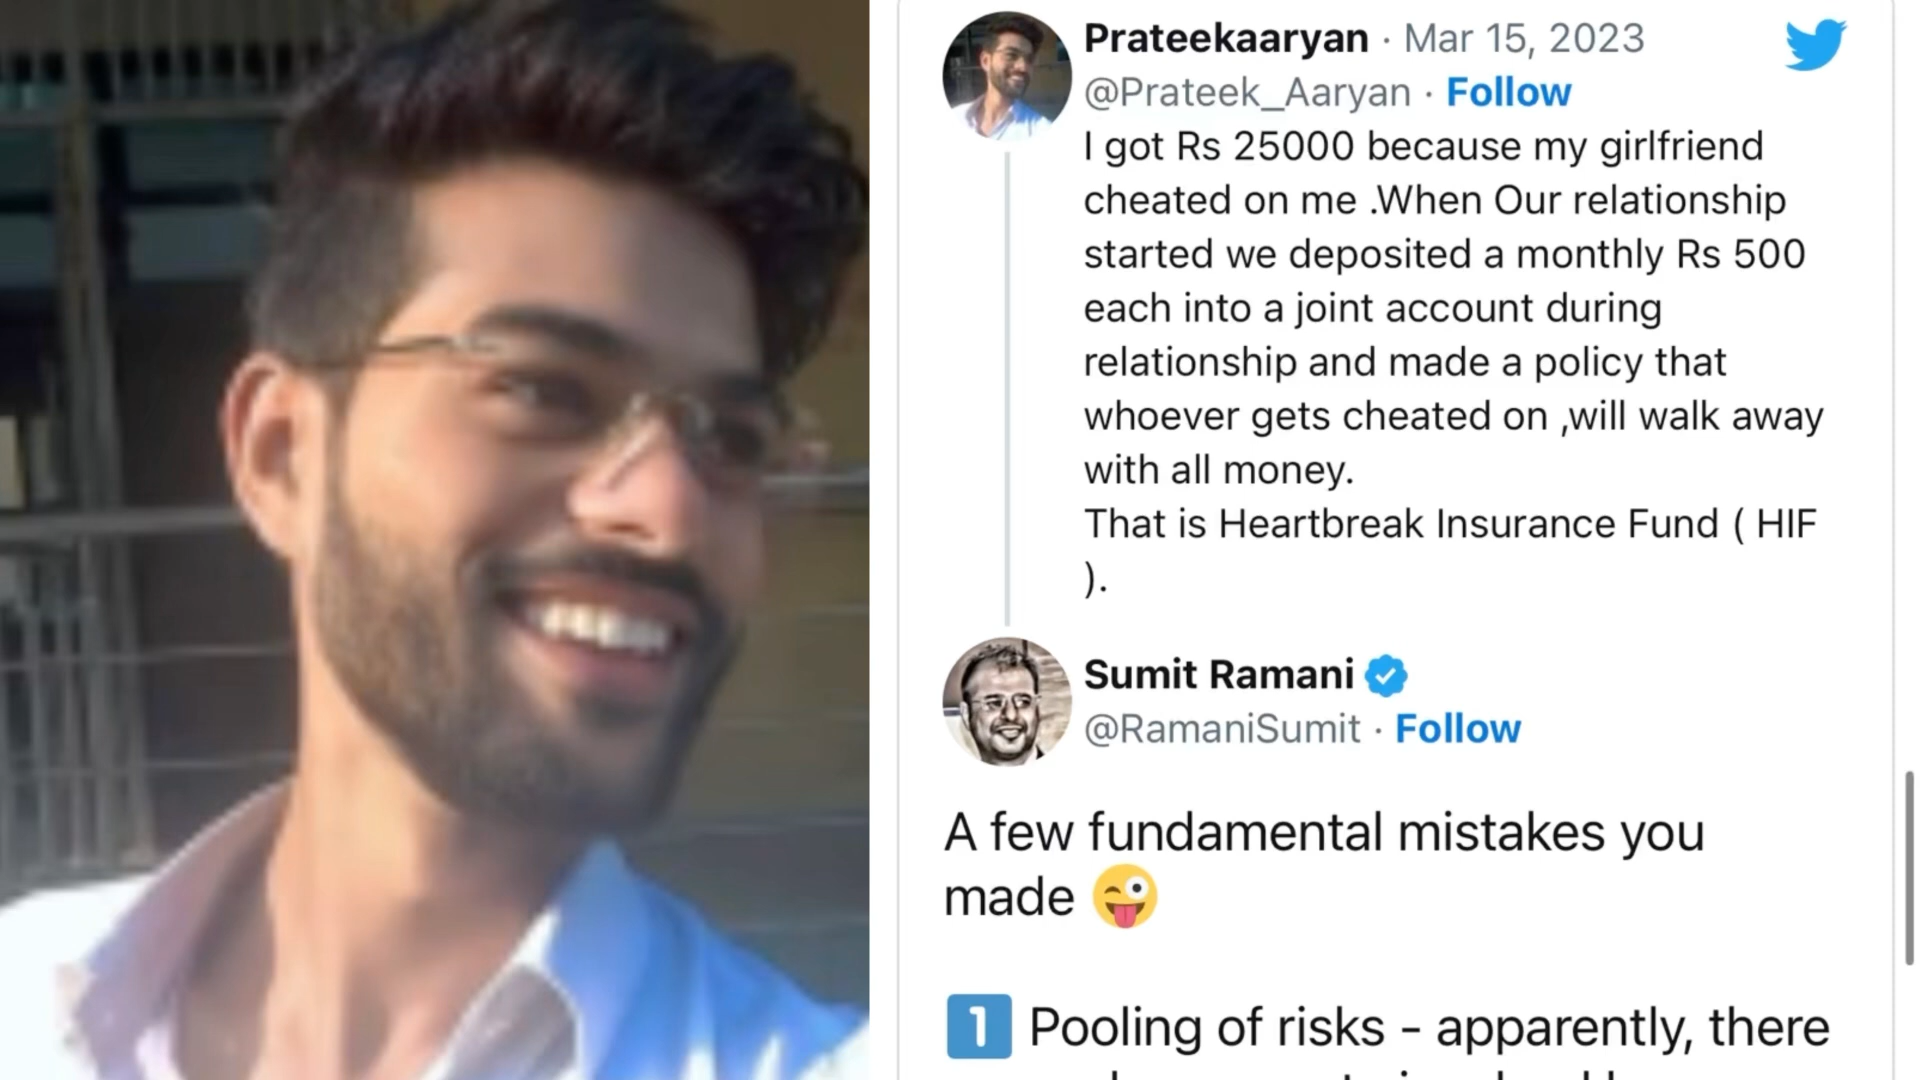 Prateekaaryan · Mar 15, 2023
@Prateek_Aaryan · Follow
I got Rs 25000 because my girlfriend
cheated on me .When Our relationship
started we deposited a monthly Rs 500
each into a joint account during
relationship and made a policy that
whoever gets cheated on ,will walk away
with all money.
That is Heartbreak Insurance Fund ( HIF
).
Sumit Ramani
@RamaniSumit · Follow
A few fundamental mistakes you
made 😜
1️⃣ Pooling of risks - apparently, there